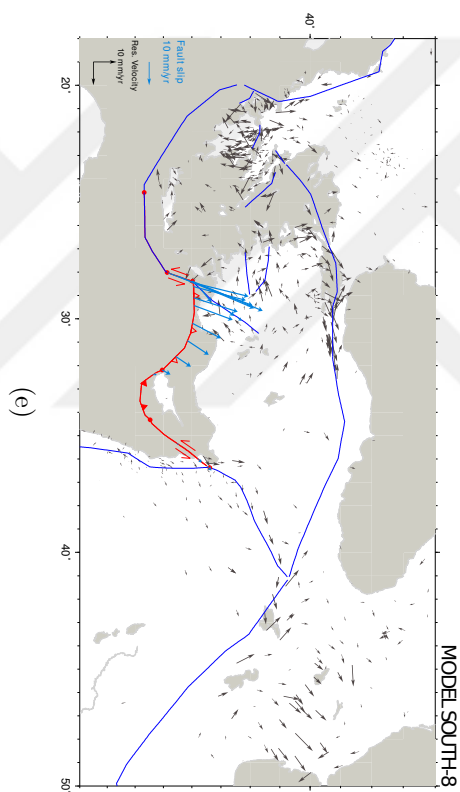 MODEL SOUTH-8
40˚
20˚
30˚
40˚
50˚
Fault slip
10 mm/yr
Res. Velocity
10 mm/yr
(e)